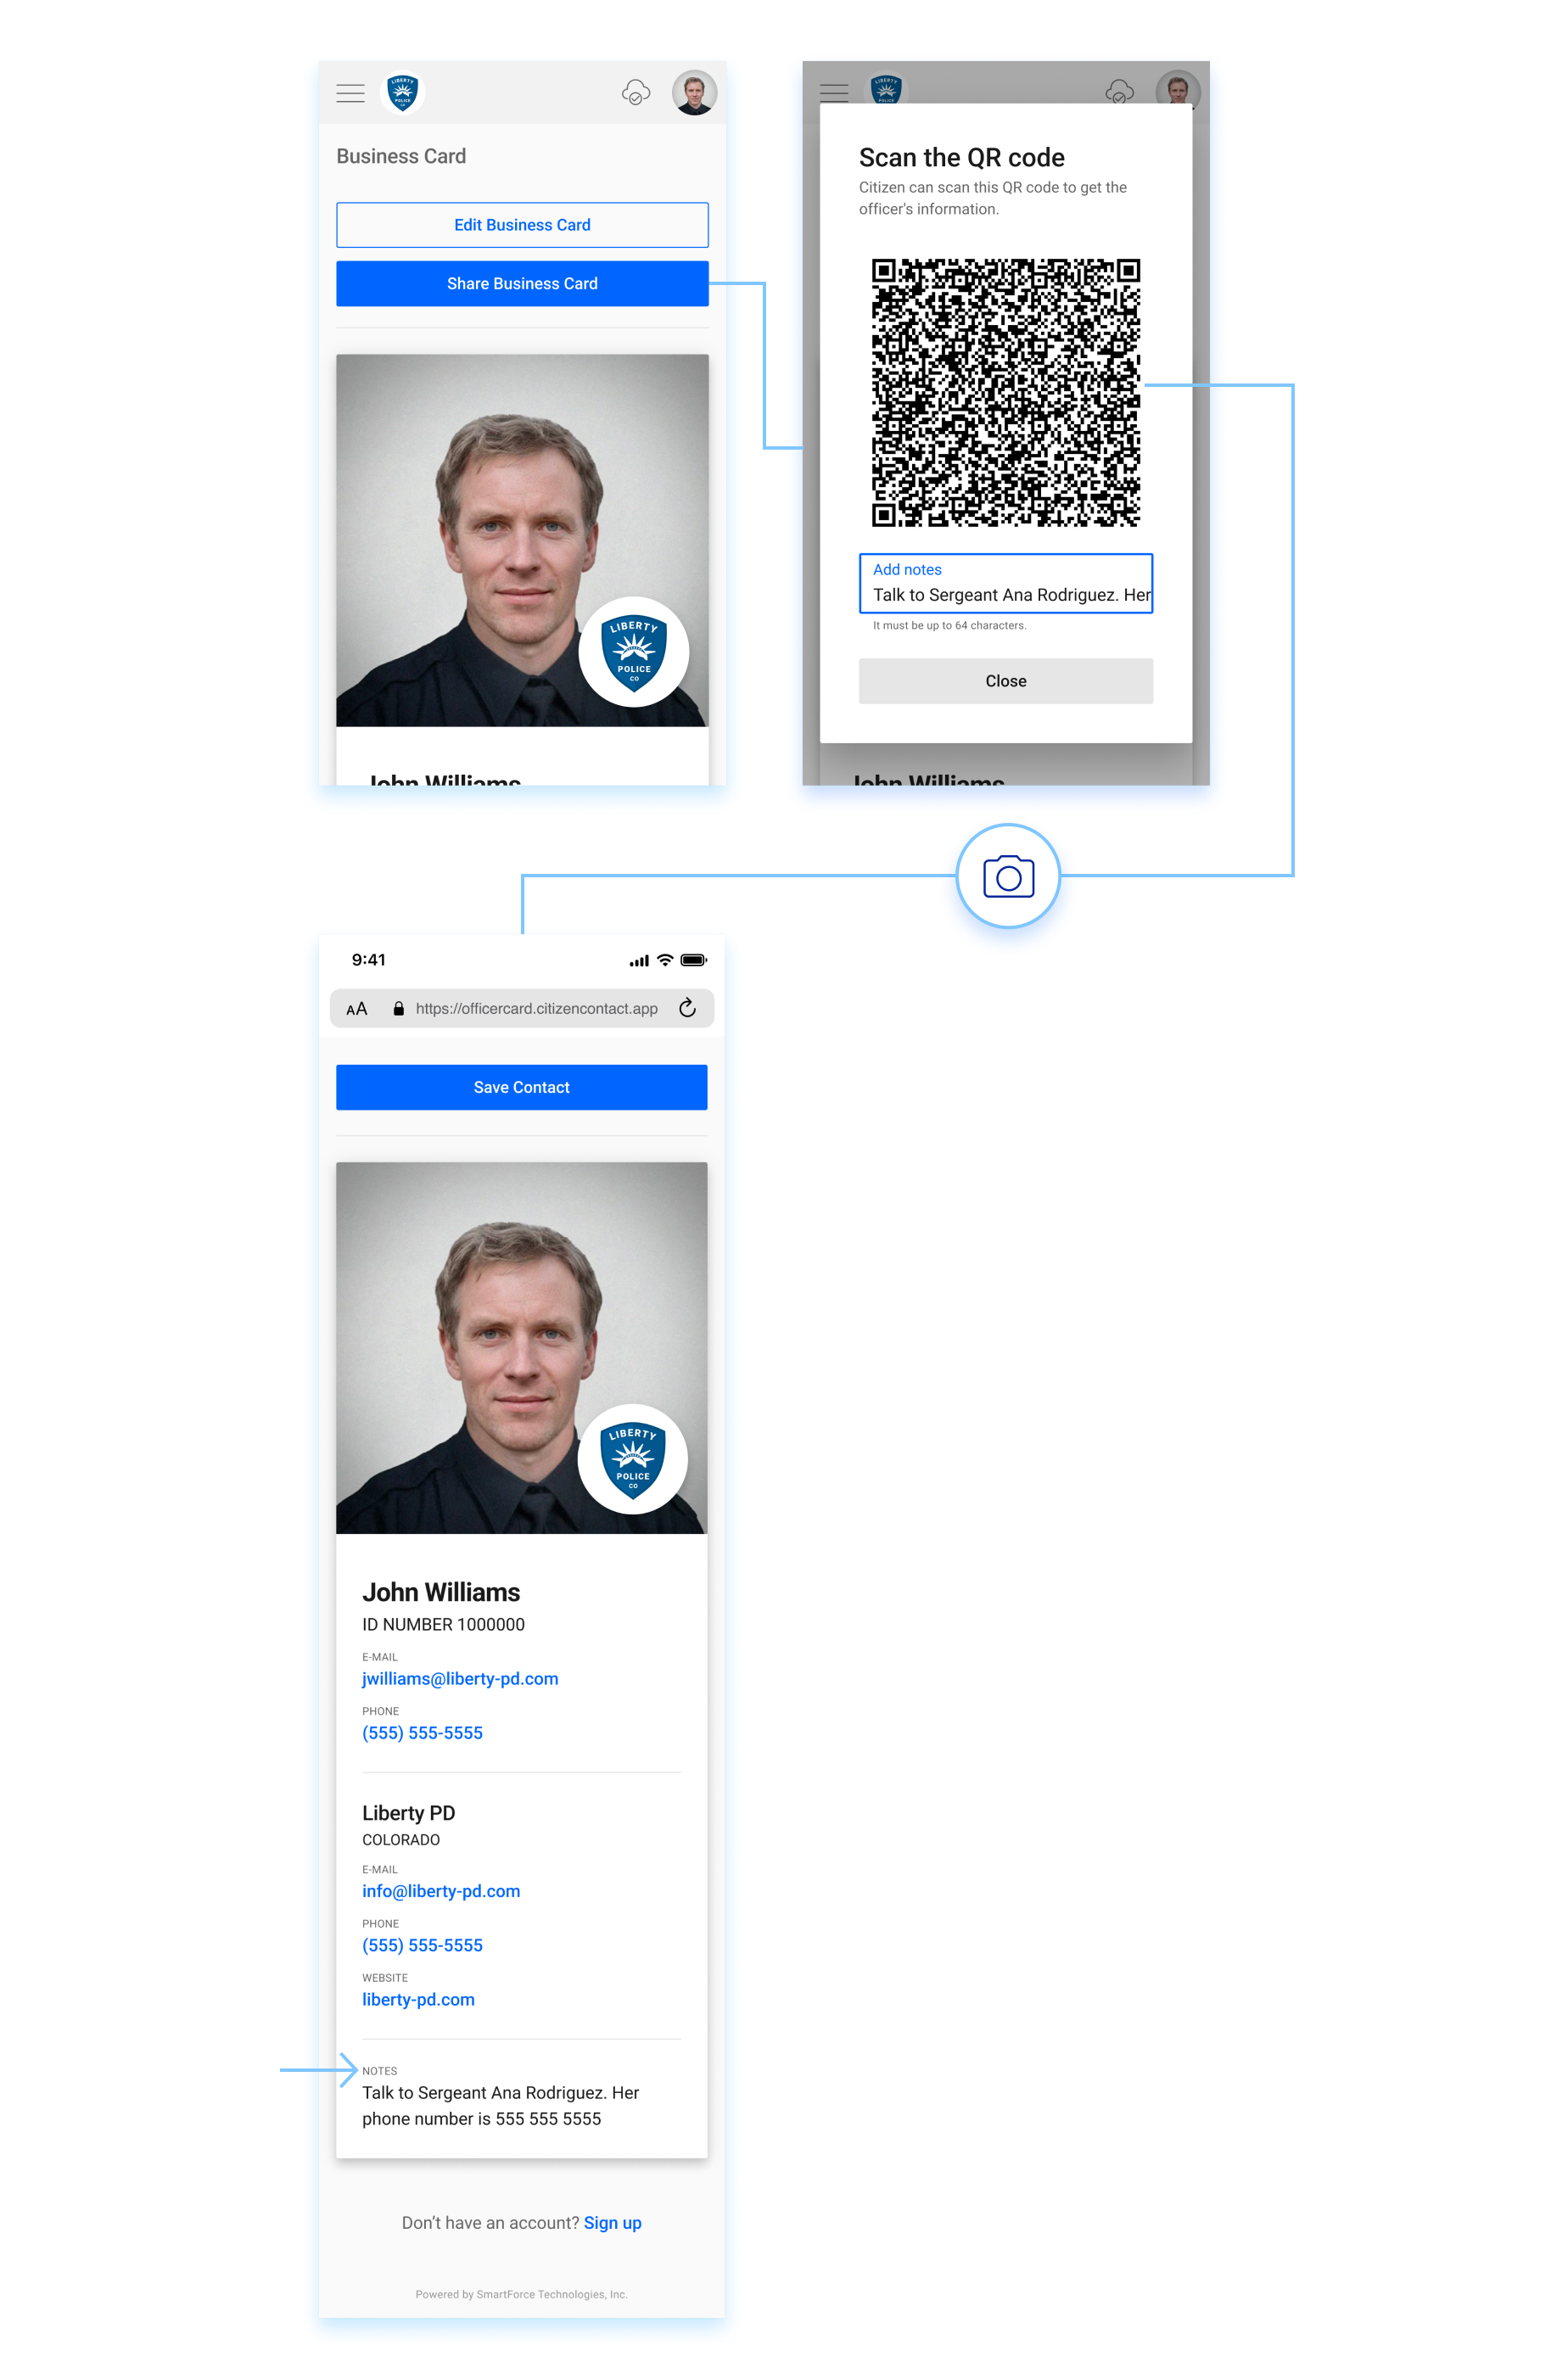 LIBERTY
POLICE
CO
Business Card
Edit Business Card
Share Business Card
LIBERTY
POLICE
CO
John Williams
LIBERTY
POLICE
Scan the QR code
Citizen can scan this QR code to get the
officer's information.
Add notes
Talk to Sergeant Ana Rodriguez. Her
It must be up to 64 characters.
Close
John Williams
9:41
AA https://officercard.citizencontact.app
Save Contact
LIBERTY
POLICE
CO
John Williams
ID NUMBER 1000000
E-MAIL
jwilliams@liberty-pd.com
PHONE
(555) 555-5555
Liberty PD
COLORADO
E-MAIL
info@liberty-pd.com
PHONE
(555) 555-5555
WEBSITE
liberty-pd.com
NOTES
Talk to Sergeant Ana Rodriguez. Her
phone number is 555 555 5555
Don't have an account? Sign up
Powered by SmartForce Technologies, Inc.